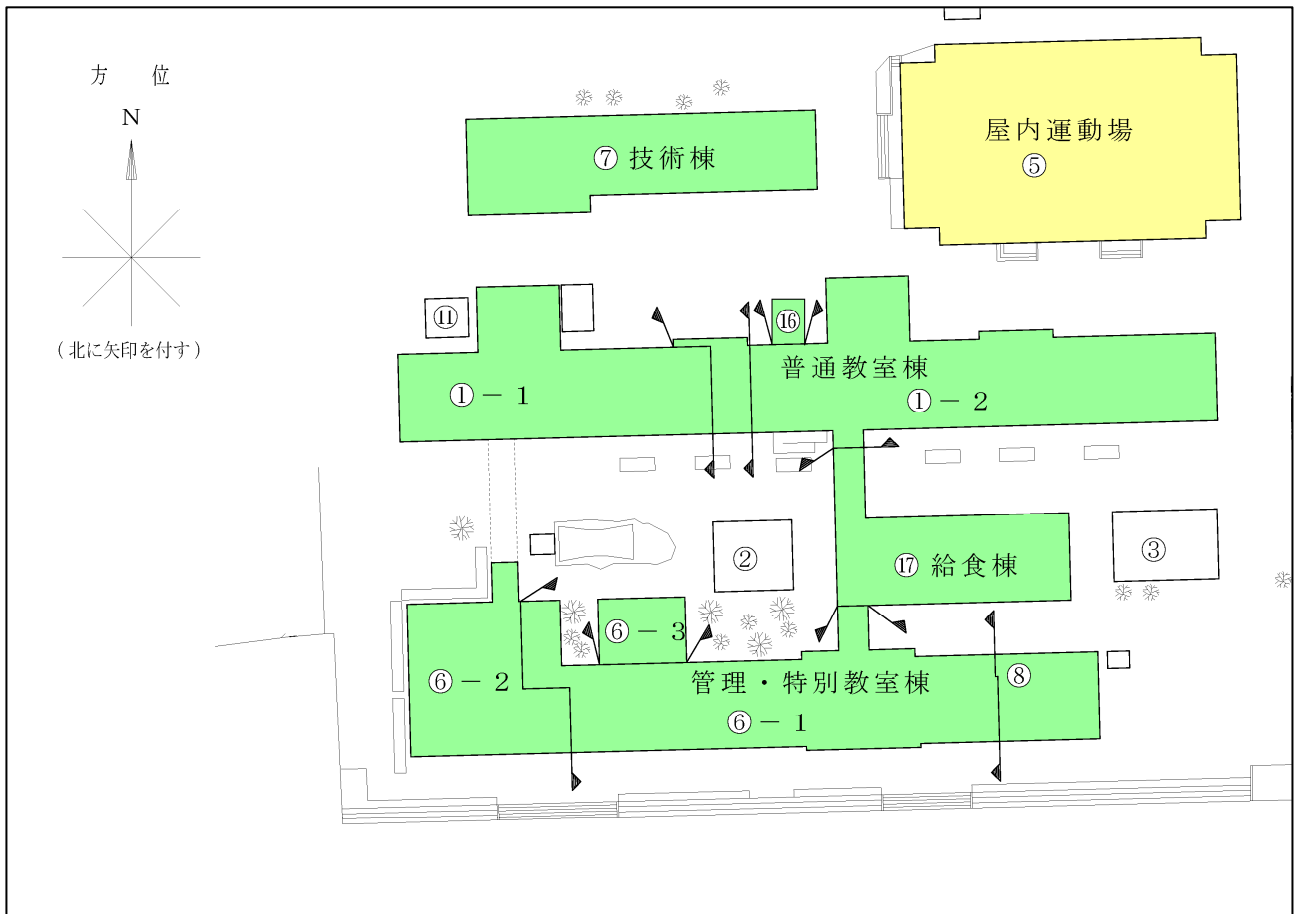 方 位
N
(北に矢印を付す)
⑦ 技術棟
屋内運動場
⑤
⑪
⑯
普通教室棟
①－1
①－2
②
⑰ 給食棟
③
⑥－3
⑥－2
管理・特別教室棟
⑧
⑥－1